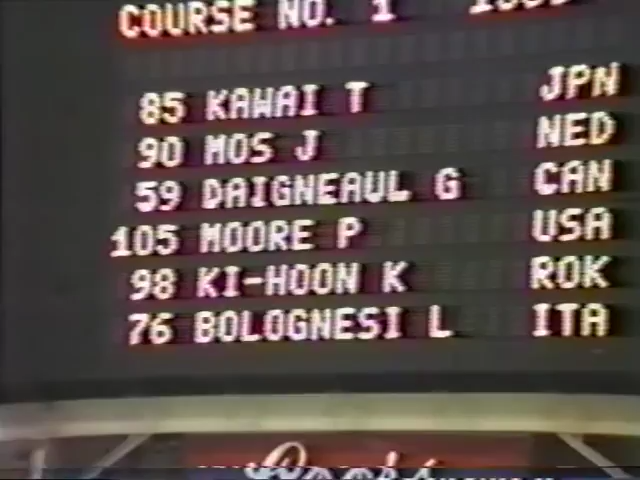 COURSE NO. 1
85 KAWAI T JPN
90 MOS J NED
59 DAIGNEAUL G CAN
105 MOORE P USA
98 KI-HOON K ROK
76 BOLOGNESI L ITA